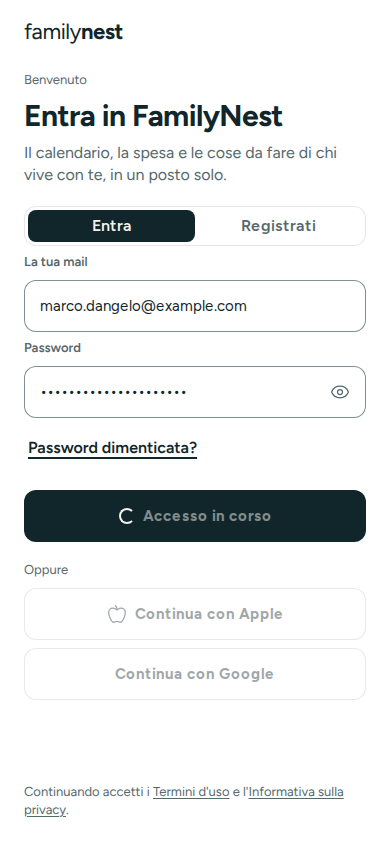 familynest
Benvenuto
Entra in FamilyNest
Il calendario, la spesa e le cose da fare di chi
vive con te, in un posto solo.
Entra
Registrati
La tua mail
marco.dangelo@example.com
Password
•••••••••••••••••••••
Password dimenticata?
Accesso in corso
Oppure
Continua con Apple
Continua con Google
Continuando accetti i Termini d'uso e l'Informativa sulla
privacy.